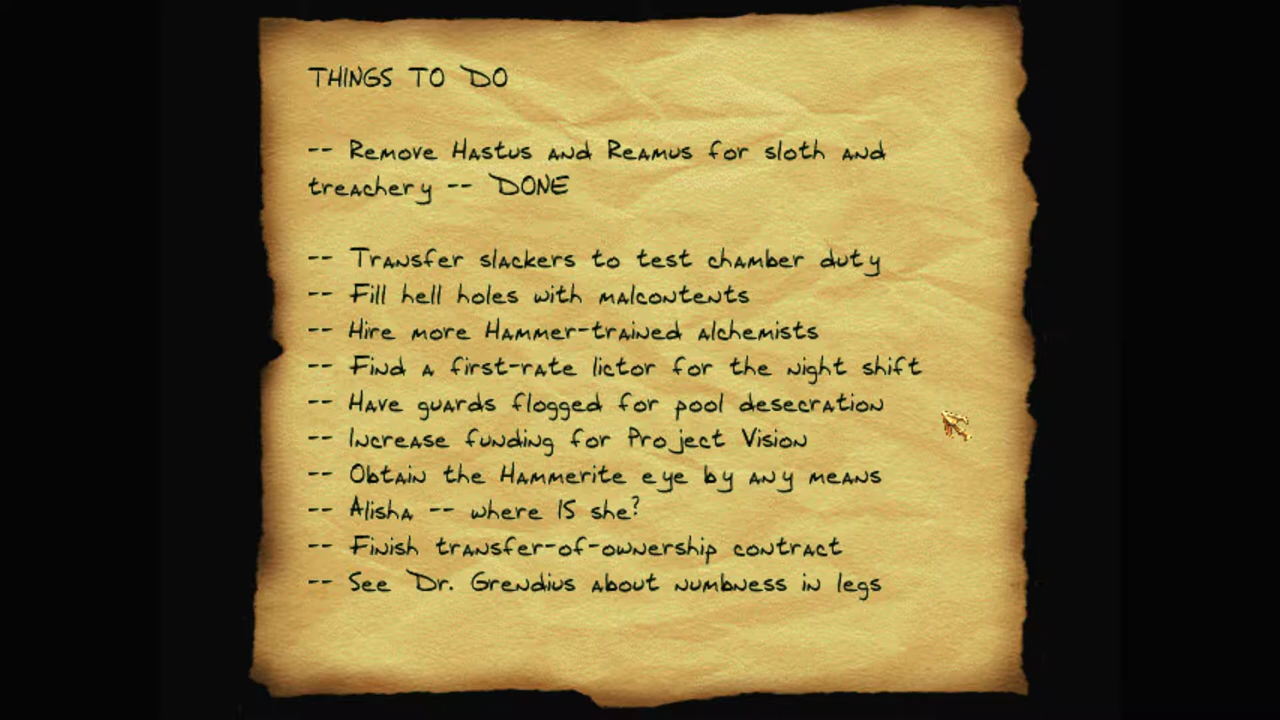 THINGS TO DO
-- Remove Hastus and Reamus for sloth and
treachery -- DONE
-- Transfer slackers to test chamber duty
-- Fill hell holes with malcontents
-- Hire more Hammer-trained alchemists
-- Find a first-rate lictor for the night shift
-- Have guards flogged for pool desecration
-- Increase funding for Project Vision
-- Obtain the Hammerite eye by any means
-- Alisha -- where IS she?
-- Finish transfer-of-ownership contract
-- See Dr. Grendius about numbness in legs